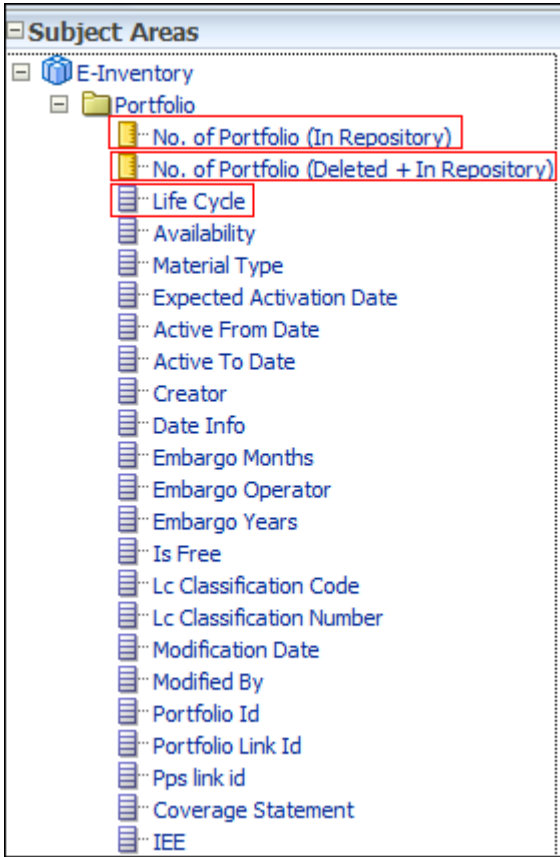 Subject Areas
E-Inventory
Portfolio
No. of Portfolio (In Repository)
No. of Portfolio (Deleted + In Repository)
Life Cycle
Availability
Material Type
Expected Activation Date
Active From Date
Active To Date
Creator
Date Info
Embargo Months
Embargo Operator
Embargo Years
Is Free
Lc Classification Code
Lc Classification Number
Modification Date
Modified By
Portfolio Id
Portfolio Link Id
Pps link id
Coverage Statement
IEE